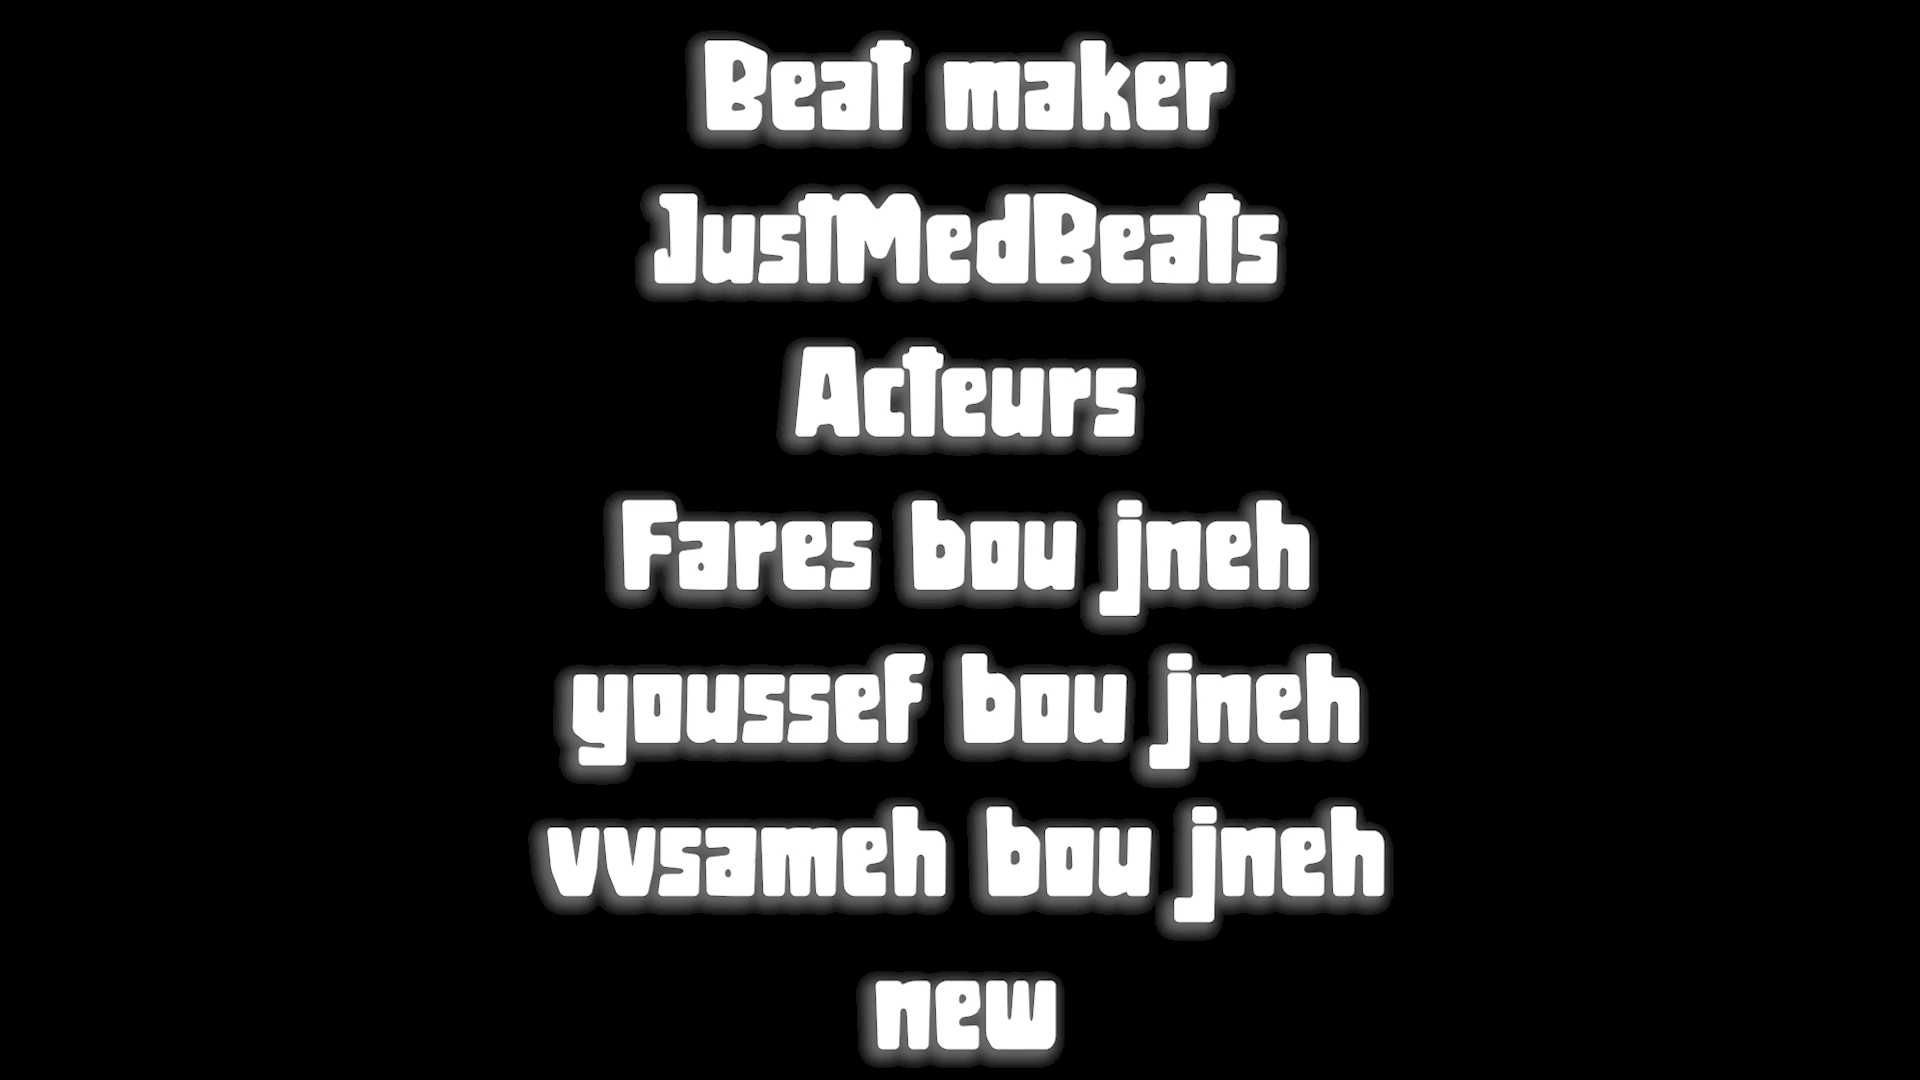 Beat maker
JustMedBeats
Acteurs
Fares bou jneh
youssef bou jneh
vvsameh bou jneh
new